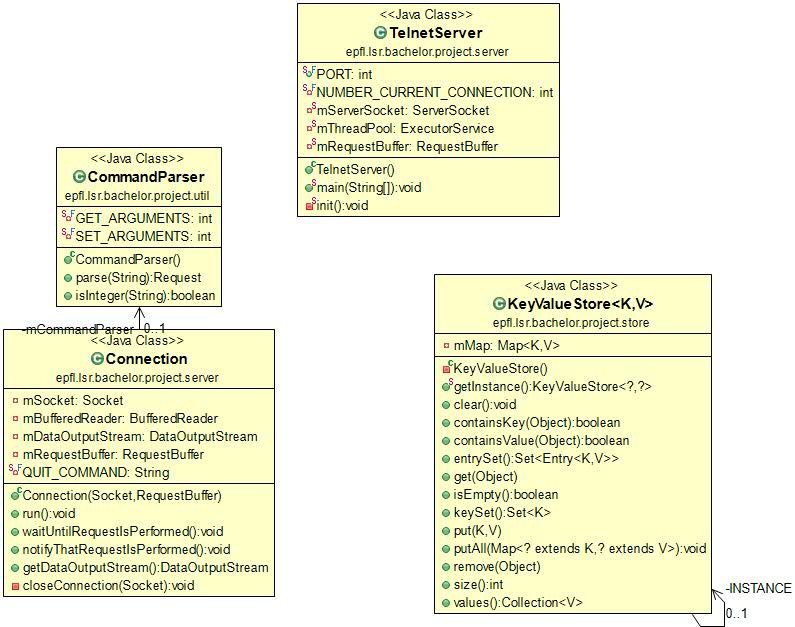 <<Java Class>>
TelnetServer
epfl.lsr.bachelor.project.server
PORT: int
NUMBER_CURRENT_CONNECTION: int
mServerSocket: ServerSocket
mThreadPool: ExecutorService
mRequestBuffer: RequestBuffer
TelnetServer()
main(String[]):void
init():void
<<Java Class>>
CommandParser
epfl.lsr.bachelor.project.util
GET_ARGUMENTS: int
SET_ARGUMENTS: int
CommandParser()
parse(String):Request
isInteger(String):boolean
-mCommandParser 0..1
<<Java Class>>
Connection
epfl.lsr.bachelor.project.server
mSocket: Socket
mBufferedReader: BufferedReader
mDataOutputStream: DataOutputStream
mRequestBuffer: RequestBuffer
QUIT_COMMAND: String
Connection(Socket,RequestBuffer)
run():void
waitUntilRequestIsPerformed():void
notifyThatRequestIsPerformed():void
getDataOutputStream():DataOutputStream
closeConnection(Socket):void
<<Java Class>>
KeyValueStore<K,V>
epfl.lsr.bachelor.project.store
mMap: Map<K,V>
KeyValueStore()
getInstance():KeyValueStore<?,?>
clear():void
containsKey(Object):boolean
containsValue(Object):boolean
entrySet():Set<Entry<K,V>>
get(Object)
isEmpty():boolean
keySet():Set<K>
put(K,V)
putAll(Map<? extends K,? extends V>):void
remove(Object)
size():int
values():Collection<V>
-INSTANCE
0..1